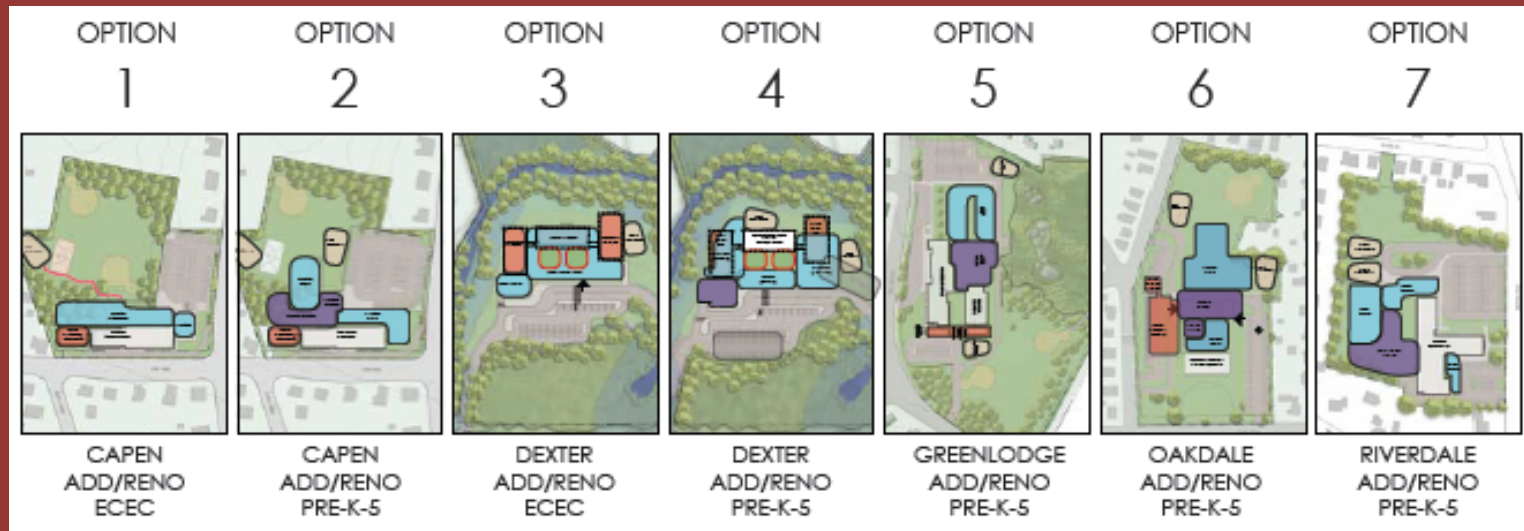 OPTION
1
OPTION
2
OPTION
3
OPTION
4
OPTION
5
OPTION
6
OPTION
7
CAPEN
ADD/RENO
ECEC
CAPEN
ADD/RENO
PRE-K-5
DEXTER
ADD/RENO
ECEC
DEXTER
ADD/RENO
PRE-K-5
GREENLODGE
ADD/RENO
PRE-K-5
OAKDALE
ADD/RENO
PRE-K-5
RIVERDALE
ADD/RENO
PRE-K-5